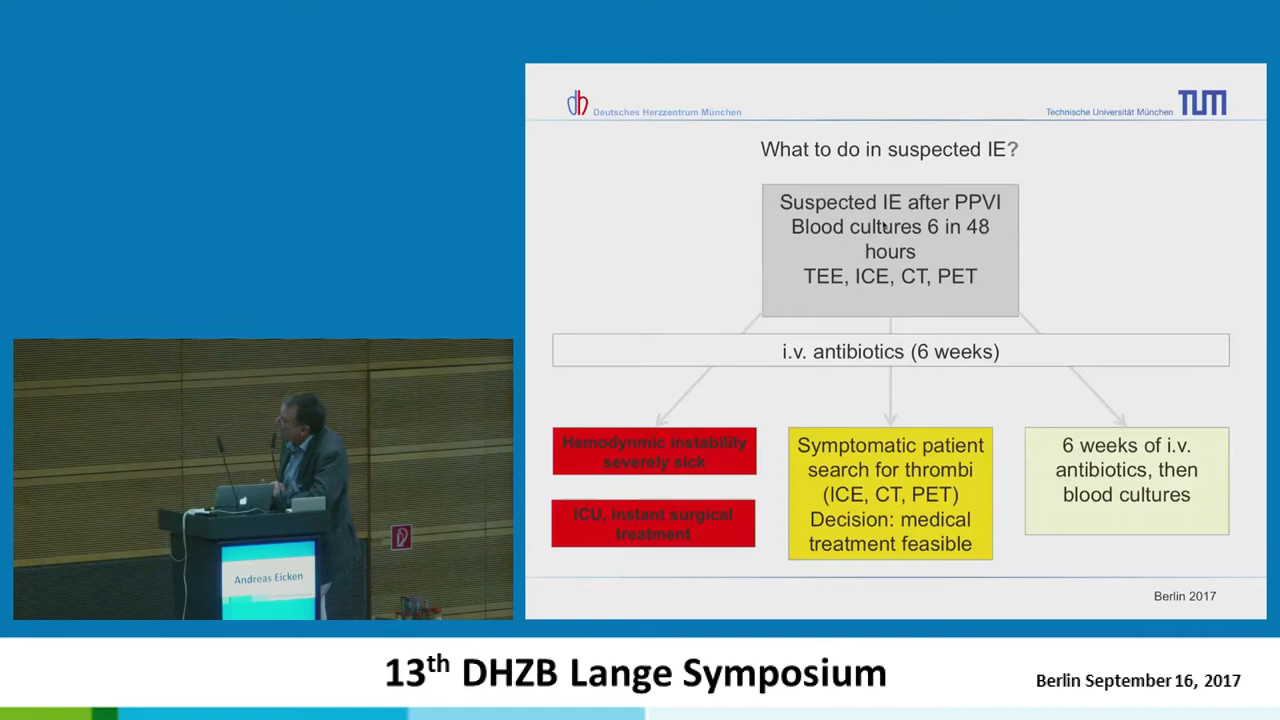 dh Deutsches Herzzentrum München
Technische Universität München TUM
What to do in suspected IE?
Suspected IE after PPVI
Blood cultures 6 in 48
hours
TEE, ICE, CT, PET
i.v. antibiotics (6 weeks)
Hemodynmic instability
severely sick
ICU, instant surgical
treatment
Symptomatic patient
search for thrombi
(ICE, CT, PET)
Decision: medical
treatment feasible
6 weeks of i.v.
antibiotics, then
blood cultures
Berlin 2017
Andreas Eicken
13th DHZB Lange Symposium
Berlin September 16, 2017